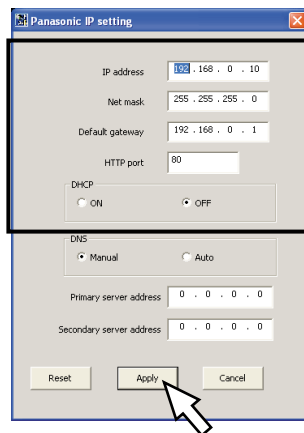 Panasonic IP setting
IP address 192 . 168 . 0 . 10
Net mask 255 . 255 . 255 . 0
Default gateway 192 . 168 . 0 . 1
HTTP port 80
DHCP
ON OFF
DNS
Manual Auto
Primary server address 0 . 0 . 0 . 0
Secondary server address 0 . 0 . 0 . 0
Reset Apply Cancel